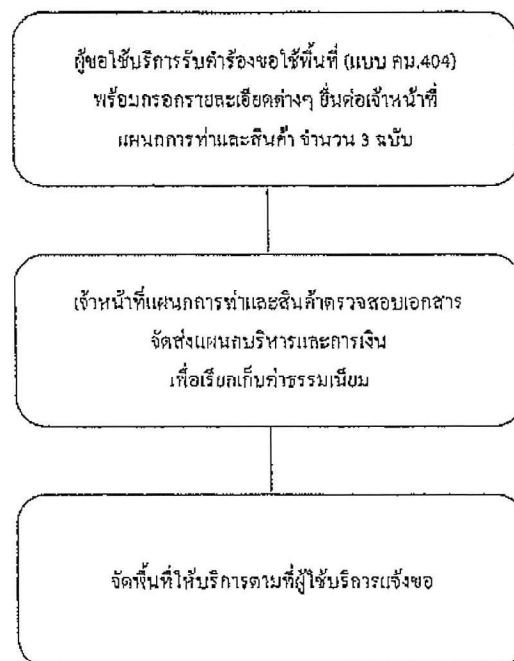 ผู้ขอใช้บริการรับคำร้องขอใช้พื้นที่ (แบบ คม.404)
พร้อมกรอกรายละเอียดต่างๆ ยื่นต่อเจ้าหน้าที่
แผนกการท่าและสินค้า จำนวน 3 ฉบับ
เจ้าหน้าที่แผนกการท่าและสินค้าตรวจสอบเอกสาร
จัดส่งแผนกบริหารและการเงิน
เพื่อเรียกเก็บค่าธรรมเนียม
จัดพื้นที่ให้บริการตามที่ผู้ใช้บริการแจ้งขอ